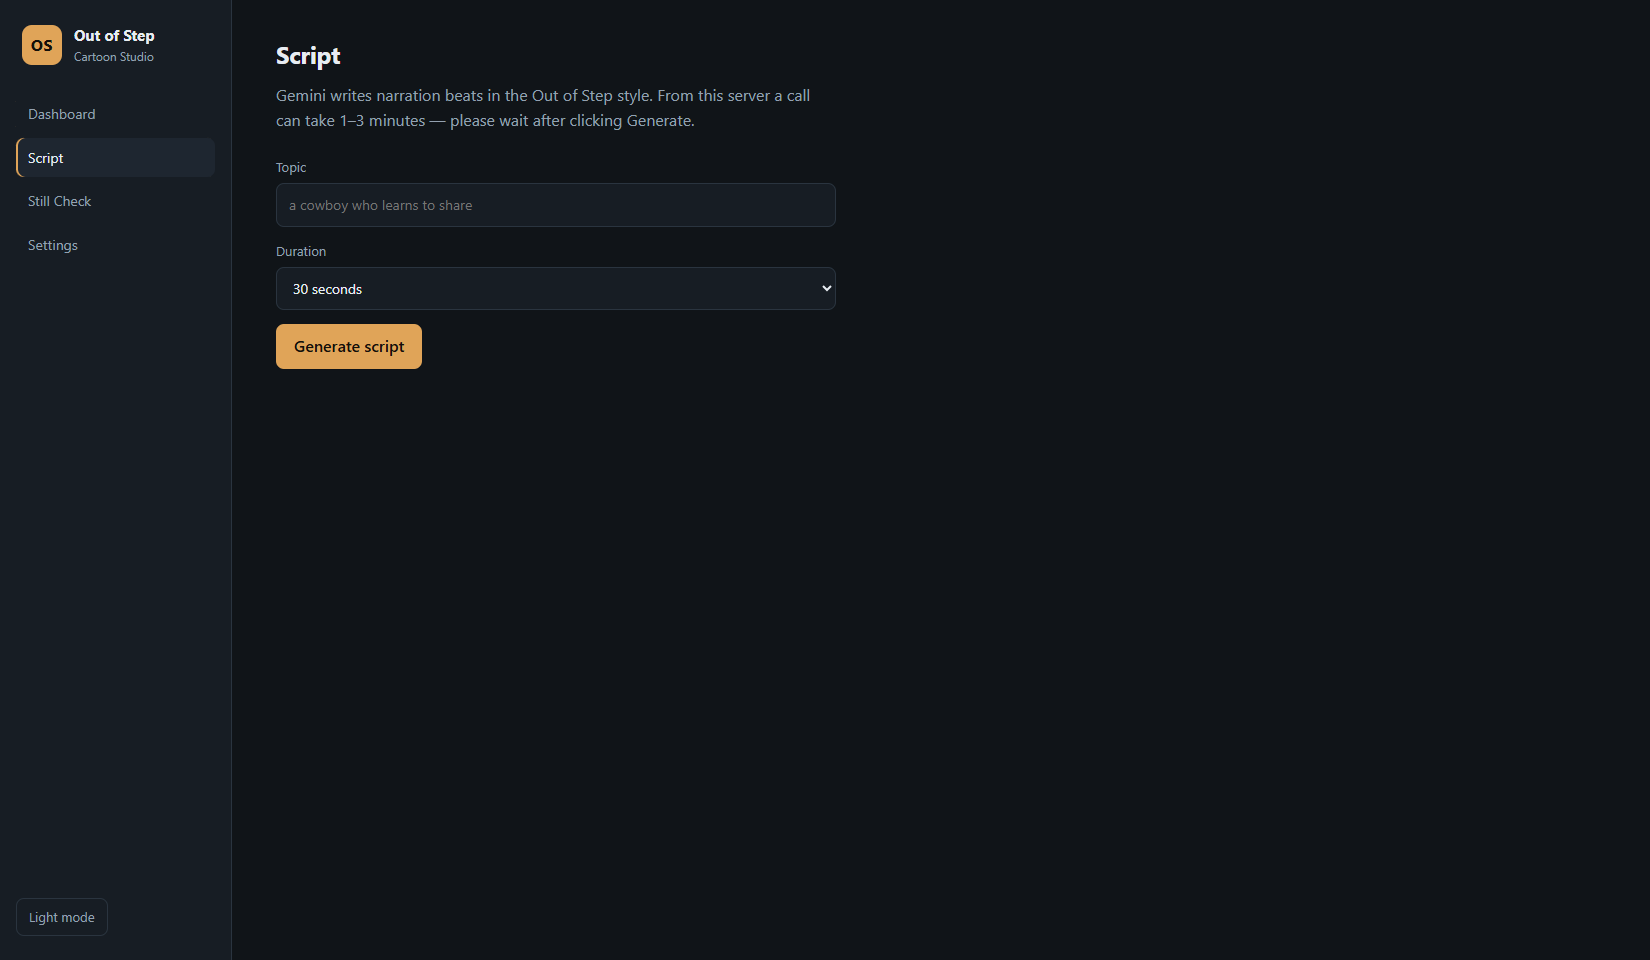 OS
Out of Step
Cartoon Studio
Dashboard
Script
Still Check
Settings
Light mode
Script
Gemini writes narration beats in the Out of Step style. From this server a call
can take 1–3 minutes — please wait after clicking Generate.
Topic
a cowboy who learns to share
Duration
30 seconds
Generate script